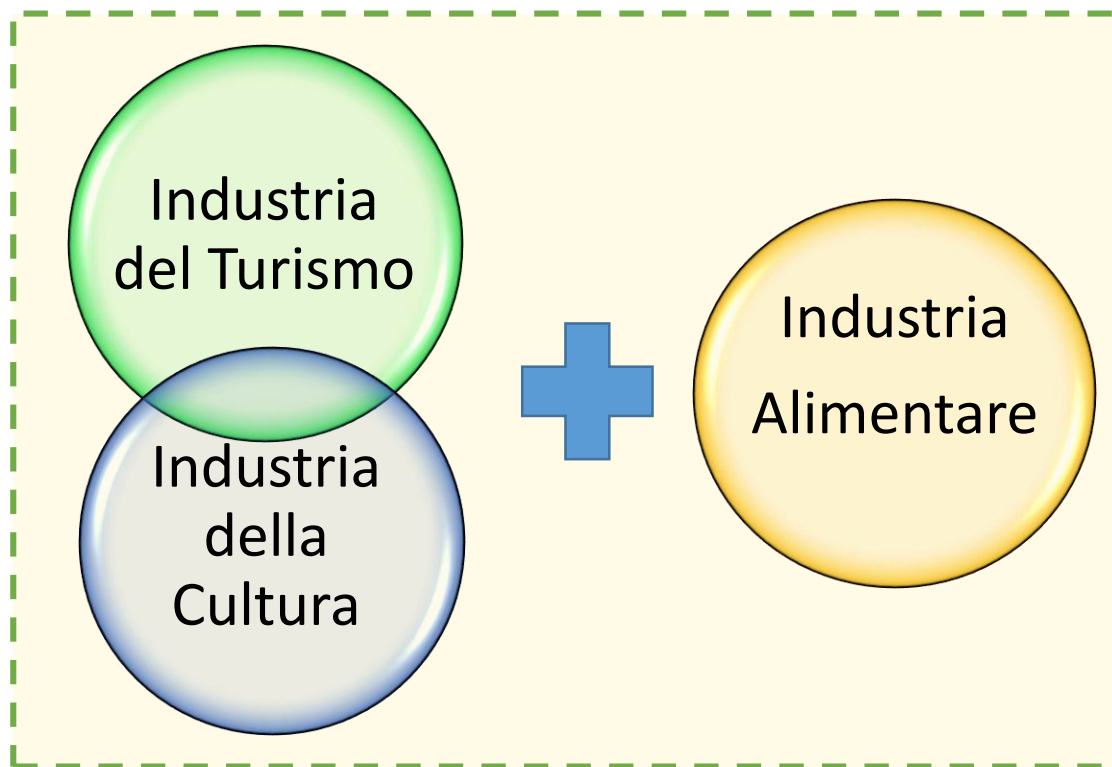 Industria
del Turismo
Industria
della
Cultura
Industria
Alimentare